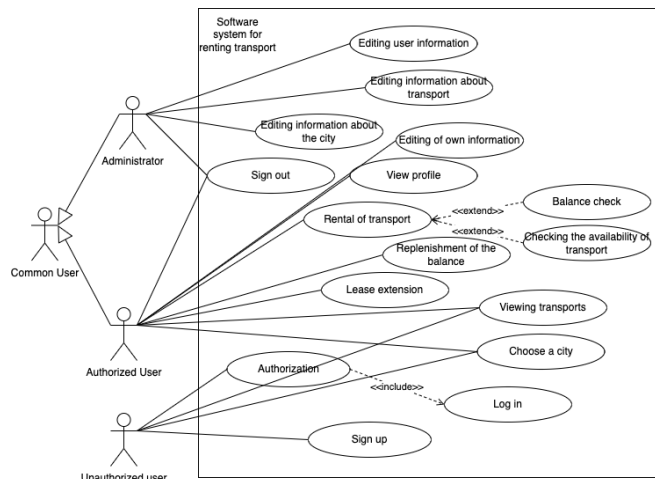 Software
system for
renting transport
Editing user information
Editing information about
transport
Editing information about
the city
Editing of own information
Administrator
Sign out
View profile
Balance check
<<extend>>
Rental of transport
<<extend>>
Checking the availability of
transport
Common User
Replenishment of the
balance
Lease extension
Viewing transports
Choose a city
Authorized User
Authorization
<<include>>
Log in
Sign up
Unauthorized user